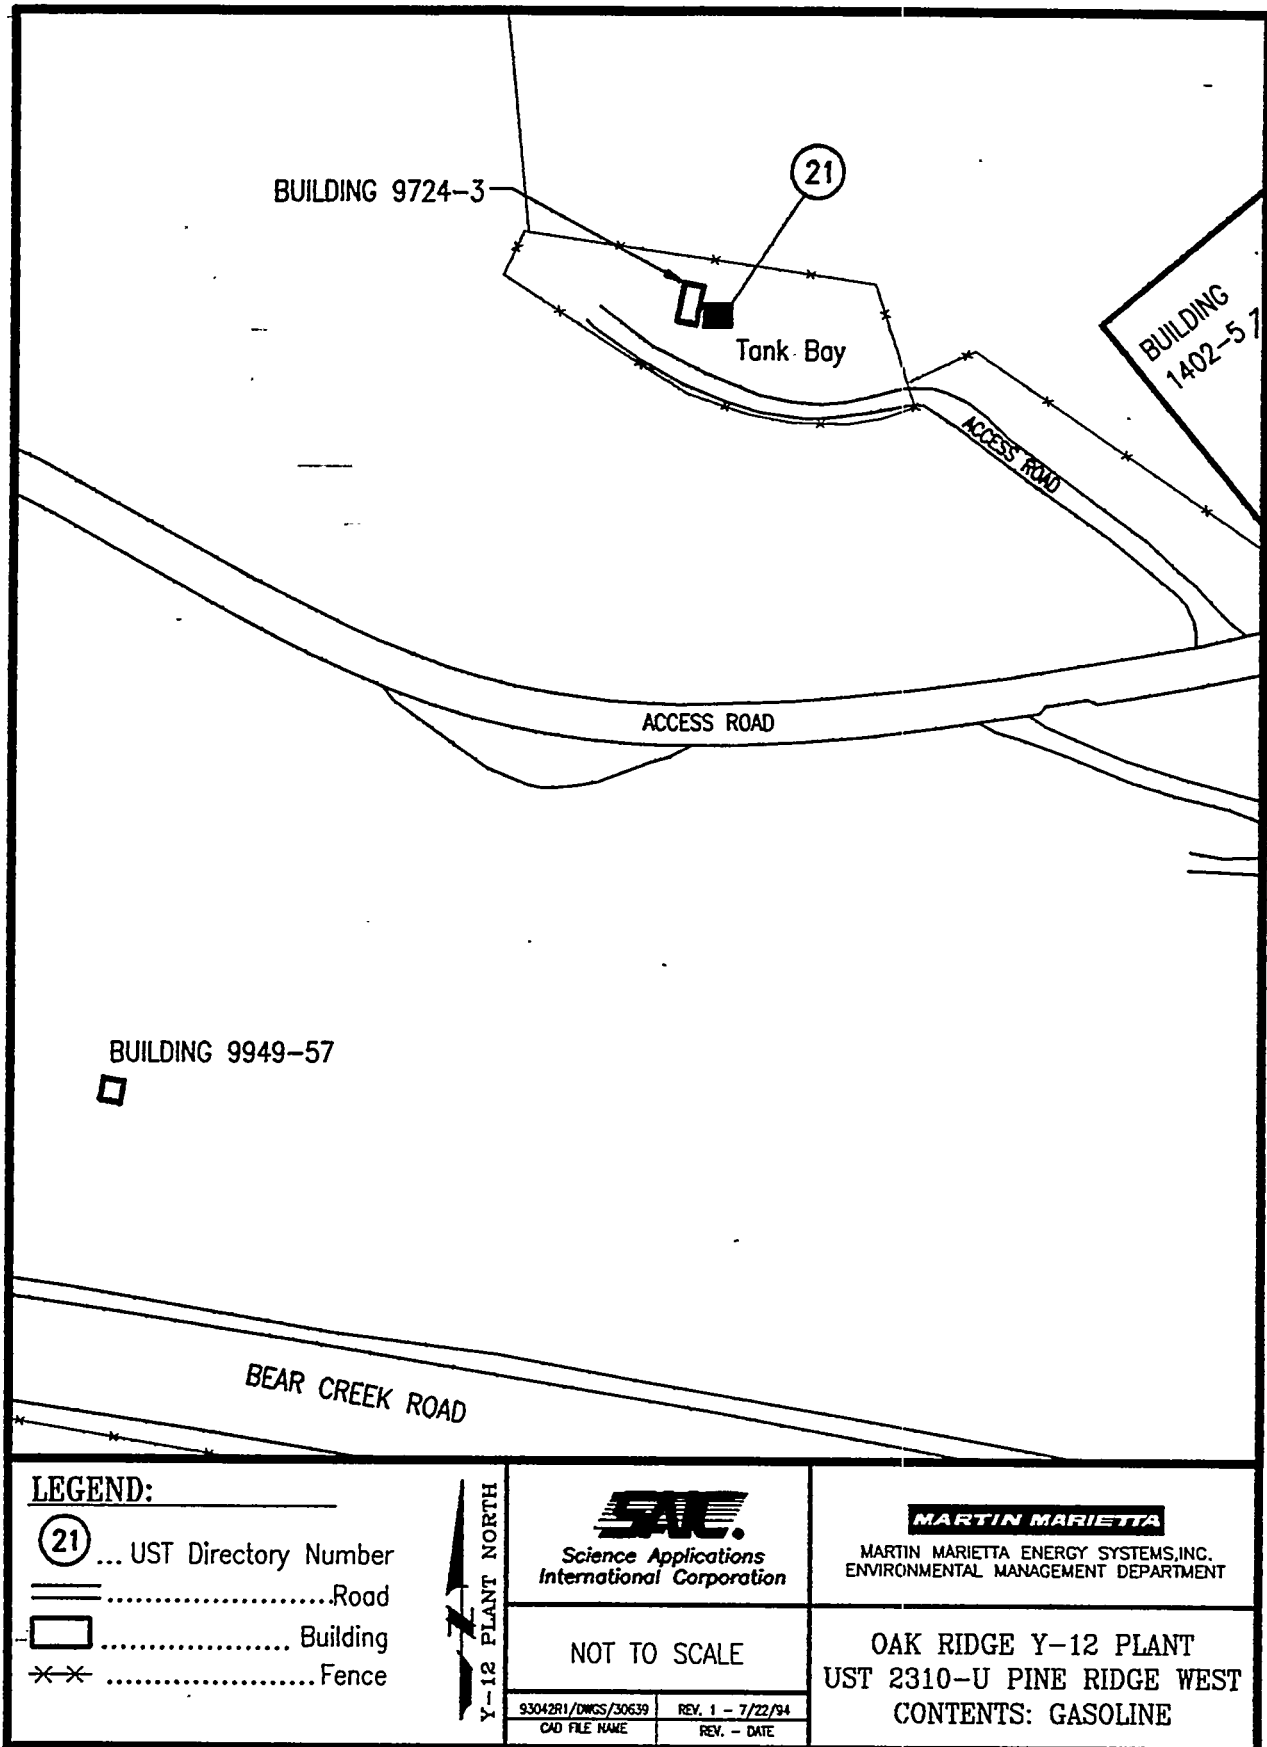 BUILDING 9724-3
21
BUILDING
1402-5 7
Tank Bay
ACCESS ROAD
ACCESS ROAD
BUILDING 9949-57
BEAR CREEK ROAD
LEGEND:
21 ... UST Directory Number
Road
Building
Fence
Y-12 PLANT NORTH
SAIC.
Science Applications
International Corporation
NOT TO SCALE
93042R1/DWGS/30639
CAD FILE NAME
REV. 1 - 7/22/94
REV. - DATE
MARTIN MARIETTA
MARTIN MARIETTA ENERGY SYSTEMS,INC.
ENVIRONMENTAL MANAGEMENT DEPARTMENT
OAK RIDGE Y-12 PLANT
UST 2310-U PINE RIDGE WEST
CONTENTS: GASOLINE